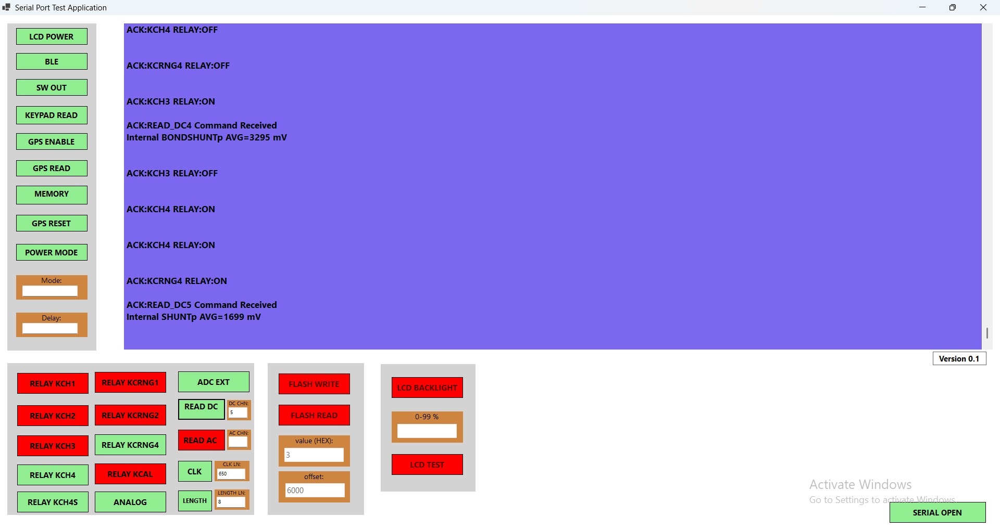 Serial Port Test Application
LCD POWER
BLE
SW OUT
KEYPAD READ
GPS ENABLE
GPS READ
MEMORY
GPS RESET
POWER MODE
Mode:
Delay:
ACK:KCH4 RELAY:OFF
ACK:KCRNG4 RELAY:OFF
ACK:KCH3 RELAY:ON
ACK:READ_DC4 Command Received
Internal BONDSHUNTp AVG=3295 mV
ACK:KCH3 RELAY:OFF
ACK:KCH4 RELAY:ON
ACK:KCH4 RELAY:ON
ACK:KCRNG4 RELAY:ON
ACK:READ_DC5 Command Received
Internal SHUNTp AVG=1699 mV
Version 0.1
RELAY KCH1
RELAY KCH2
RELAY KCH3
RELAY KCH4
RELAY KCH4S
RELAY KCRNG1
RELAY KCRNG2
RELAY KCRNG4
RELAY KCAL
ANALOG
ADC EXT
READ DC
DC CHN:
5
READ AC
AC CHN:
CLK
CLK LN:
650
LENGTH
LENGTH LN:
8
FLASH WRITE
FLASH READ
value (HEX):
3
offset:
6000
LCD BACKLIGHT
0-99 %
LCD TEST
Activate Windows
Go to Settings to activate Windows.
SERIAL OPEN